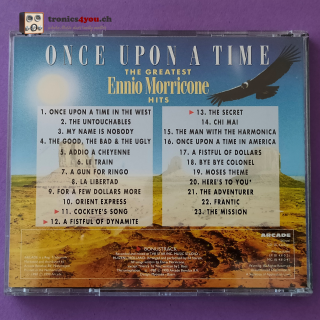 tronics4you.ch
ONCE UPON A TIME
THE GREATEST
Ennio Morricone
HITS
1. ONCE UPON A TIME IN THE WEST
2. THE UNTOUCHABLES
3. MY NAME IS NOBODY
4. THE GOOD, THE BAD & THE UGLY
5. ADDIO A CHEYENNE
6. LE TRAIN
7. A GUN FOR RINGO
8. LA LIBERTAD
9. FOR A FEW DOLLARS MORE
10. ORIENT EXPRESS
11. COCKEYE'S SONG
12. A FISTFUL OF DYNAMITE
13. THE SECRET
14. CHI MAI
15. THE MAN WITH THE HARMONICA
16. ONCE UPON A TIME IN AMERICA
17. A FISTFUL OF DOLLARS
18. BYE BYE COLONEL
19. MOSES THEME
20. HERE'S TO YOU*
21. THE ADVENTURER
22. FRANTIC
23. THE MISSION
ARCADE
BONUSTRACK